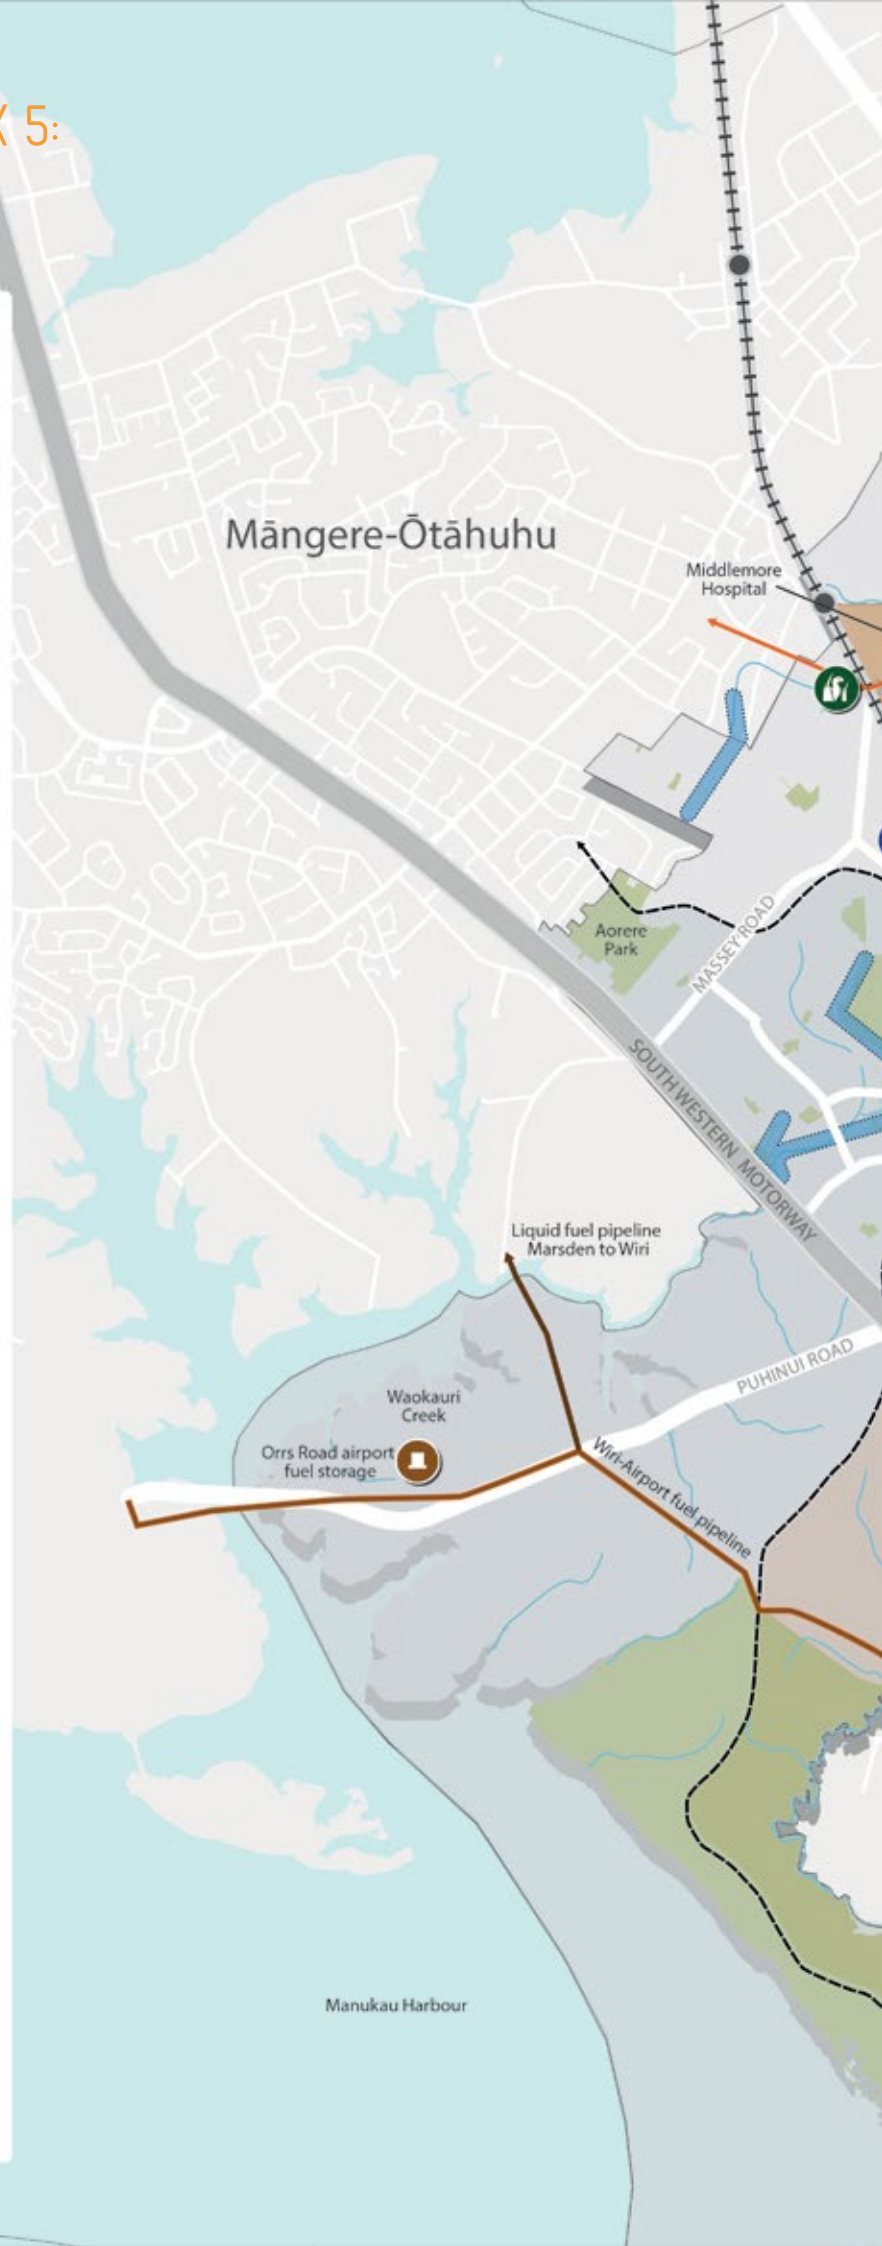 5:
Māngere-Ōtāhuhu
Middlemore
Hospital
Aorere
Park
MASSEY ROAD
SOUTH WESTERN MOTORWAY
Liquid fuel pipeline
Marsden to Wiri
PUHINUI ROAD
Waokauri
Creek
Orrs Road airport
fuel storage
Wiri-Airport fuel pipeline
Manukau Harbour